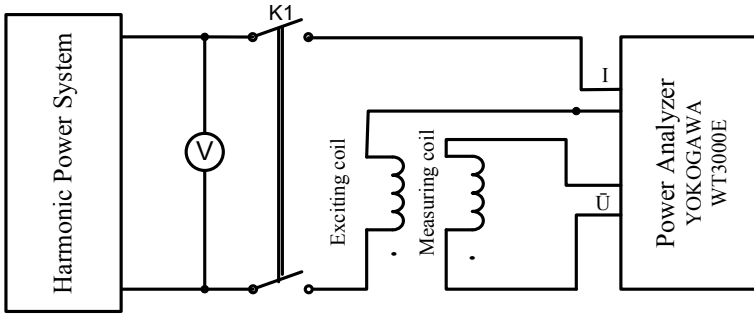 K1
Harmonic Power System
V
I
Exciting coil
Measuring coil
Ū
Power Analyzer
YOKOGAWA
WT3000E